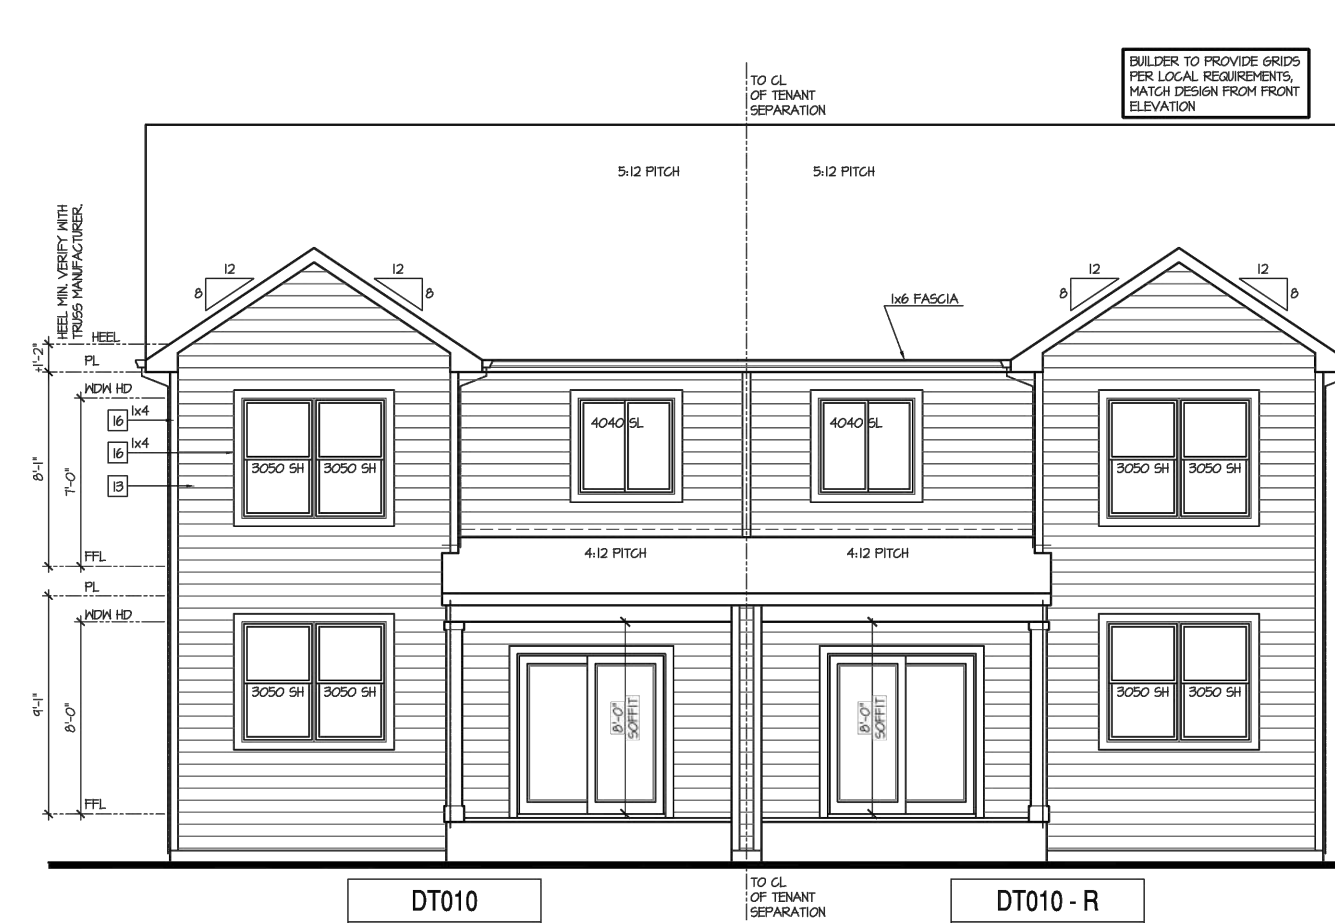 BUILDER TO PROVIDE GRIDS
PER LOCAL REQUIREMENTS,
MATCH DESIGN FROM FRONT
ELEVATION
TO CL
OF TENANT
SEPARATION
5:12 PITCH
5:12 PITCH
HEEL MIN. VERIFY WITH
TRUSS MANUFACTURER.
12
8
12
8
12
8
12
8
1x6 FASCIA
HEEL
±1'-2"
PL
WDW HD
16
1x4
16
1x4
13
8'-1"
7'-0"
3050 SH
3050 SH
4040 SL
4040 SL
3050 SH
3050 SH
FFL
4:12 PITCH
4:12 PITCH
PL
WDW HD
9'-1"
8'-0"
3050 SH
3050 SH
8'-0"
SOFFIT
8'-0"
SOFFIT
3050 SH
3050 SH
FFL
TO CL
OF TENANT
SEPARATION
DT010
DT010 - R